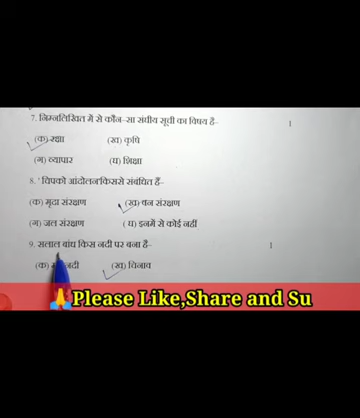 7. निम्नलिखित में से कौन-सा संघीय सूची का विषय है-
1
(क) रक्षा (ख) कृषि
(ग) व्यापार (घ) शिक्षा
8. 'चिपको आंदोलन'किससे संबंधित हैं-
(क) मृदा संरक्षण (ख) वन संरक्षण
(ग) जल संरक्षण (घ) इनमें से कोई नहीं
9. सलाल बांध किस नदी पर बना है-
1
(क) नदी (ख) चिनाव
🙏Please Like,Share and Su